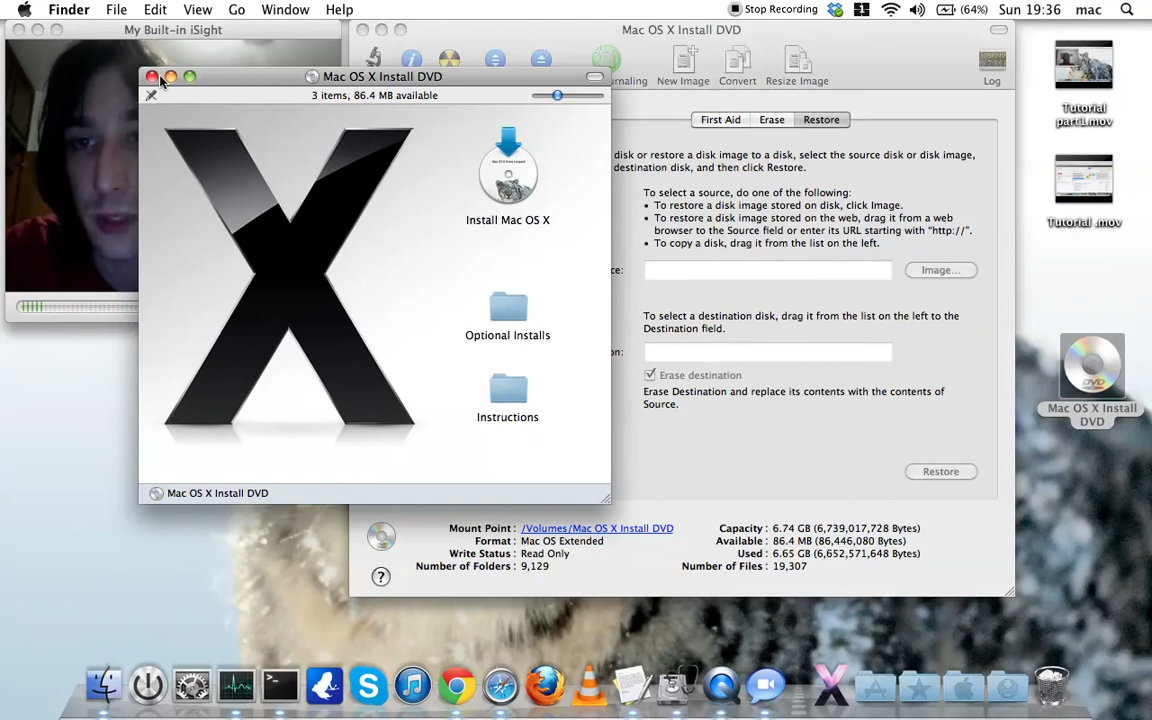 Finder File Edit View Go Window Help
Stop Recording (64%) Sun 19:36 mac
My Built-in iSight
Mac OS X Install DVD
3 items, 86.4 MB available
Install Mac OS X
Optional Installs
Instructions
Mac OS X Install DVD
Mac OS X Install DVD
New Image Convert Resize Image Log
First Aid Erase Restore
disk or restore a disk image to a disk, select the source disk or disk image,
destination disk, and then click Restore.
To select a source, do one of the following:
• To restore a disk image stored on disk, click Image.
• To restore a disk image stored on the web, drag it from a web
browser to the Source field or enter its URL starting with "http://".
• To copy a disk, drag it from the list on the left.
ce: Image...
To select a destination disk, drag it from the list on the left to the
Destination field.
on:
Erase destination
Erase Destination and replace its contents with the contents of
Source.
Restore
Mount Point : /Volumes/Mac OS X Install DVD
Format : Mac OS Extended
Write Status : Read Only
Number of Folders : 9,129
Capacity : 6.74 GB (6,739,017,728 Bytes)
Available : 86.4 MB (86,446,080 Bytes)
Used : 6.65 GB (6,652,571,648 Bytes)
Number of Files : 19,307
?
Tutorial
part1.mov
Tutorial .mov
DVD
Mac OS X Install
DVD